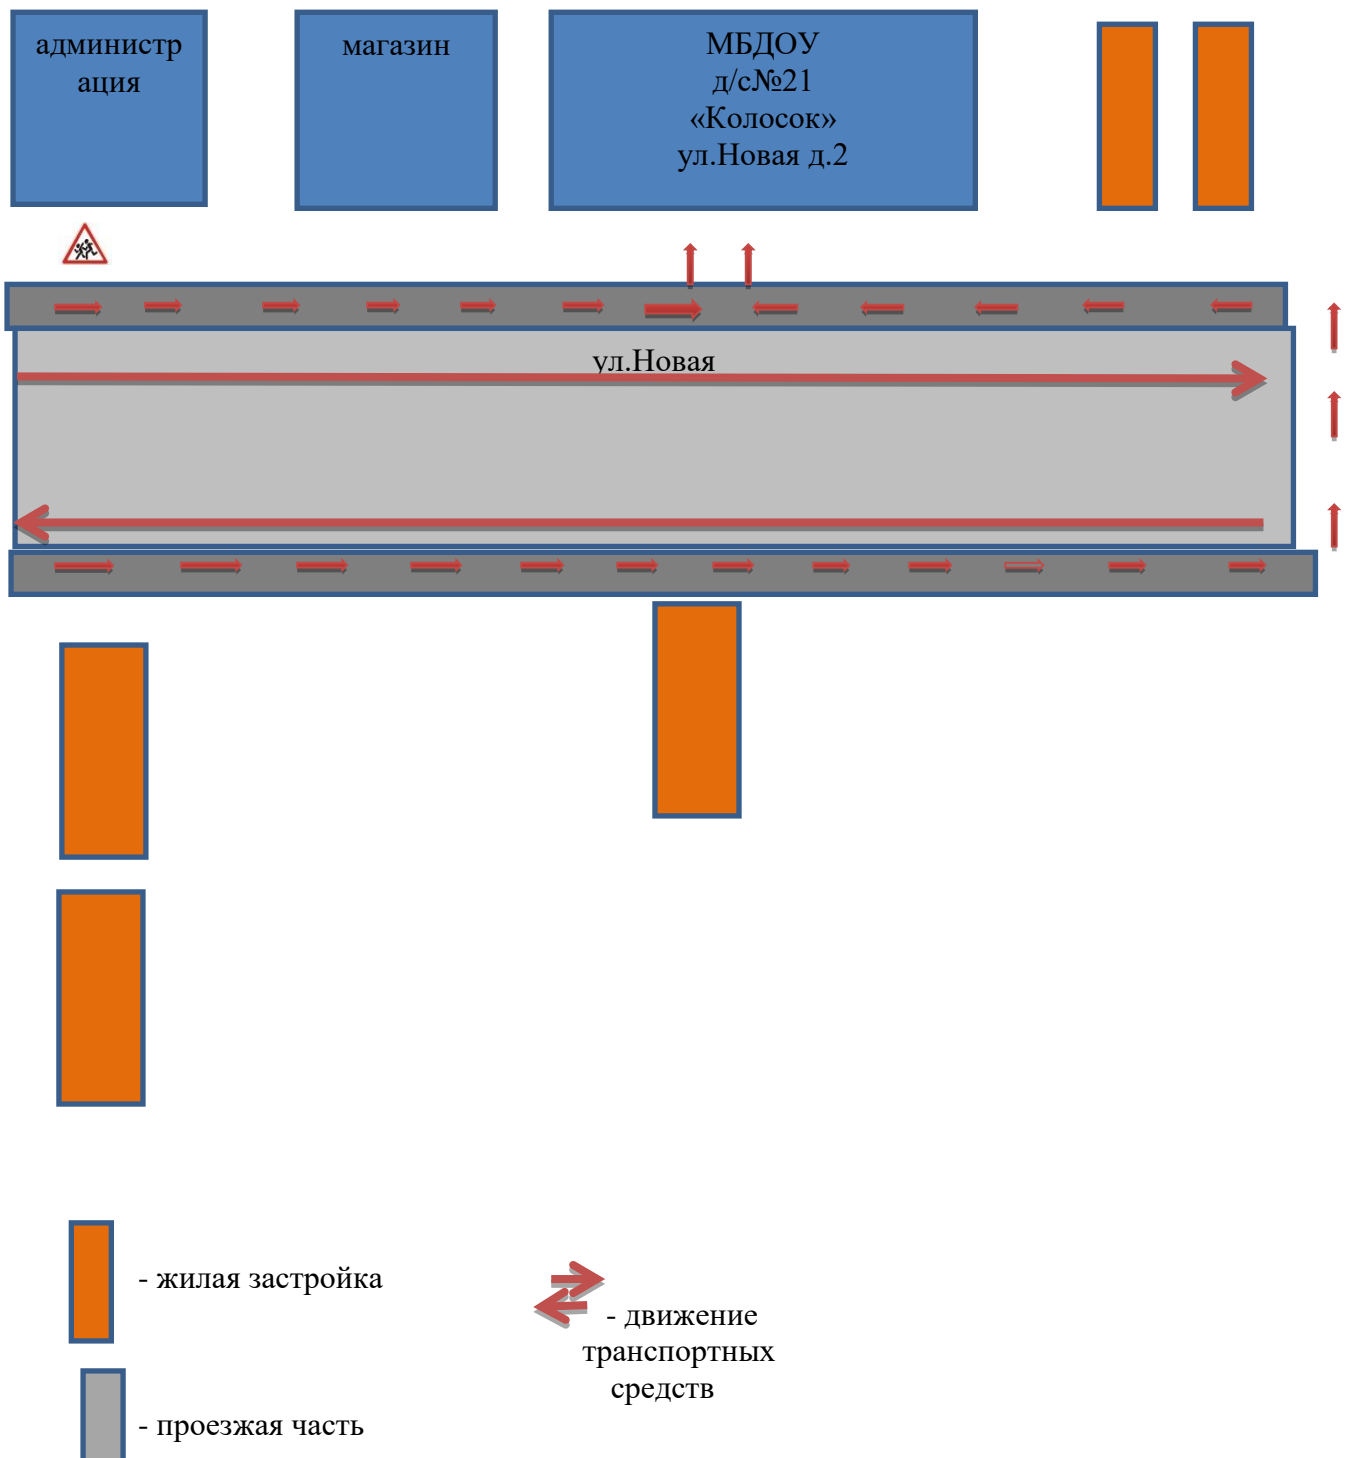 администр
ация
магазин
МБДОУ
д/с№21
«Колосок»
ул.Новая д.2
ул.Новая
- жилая застройка
- движение
транспортных
средств
- проезжая часть